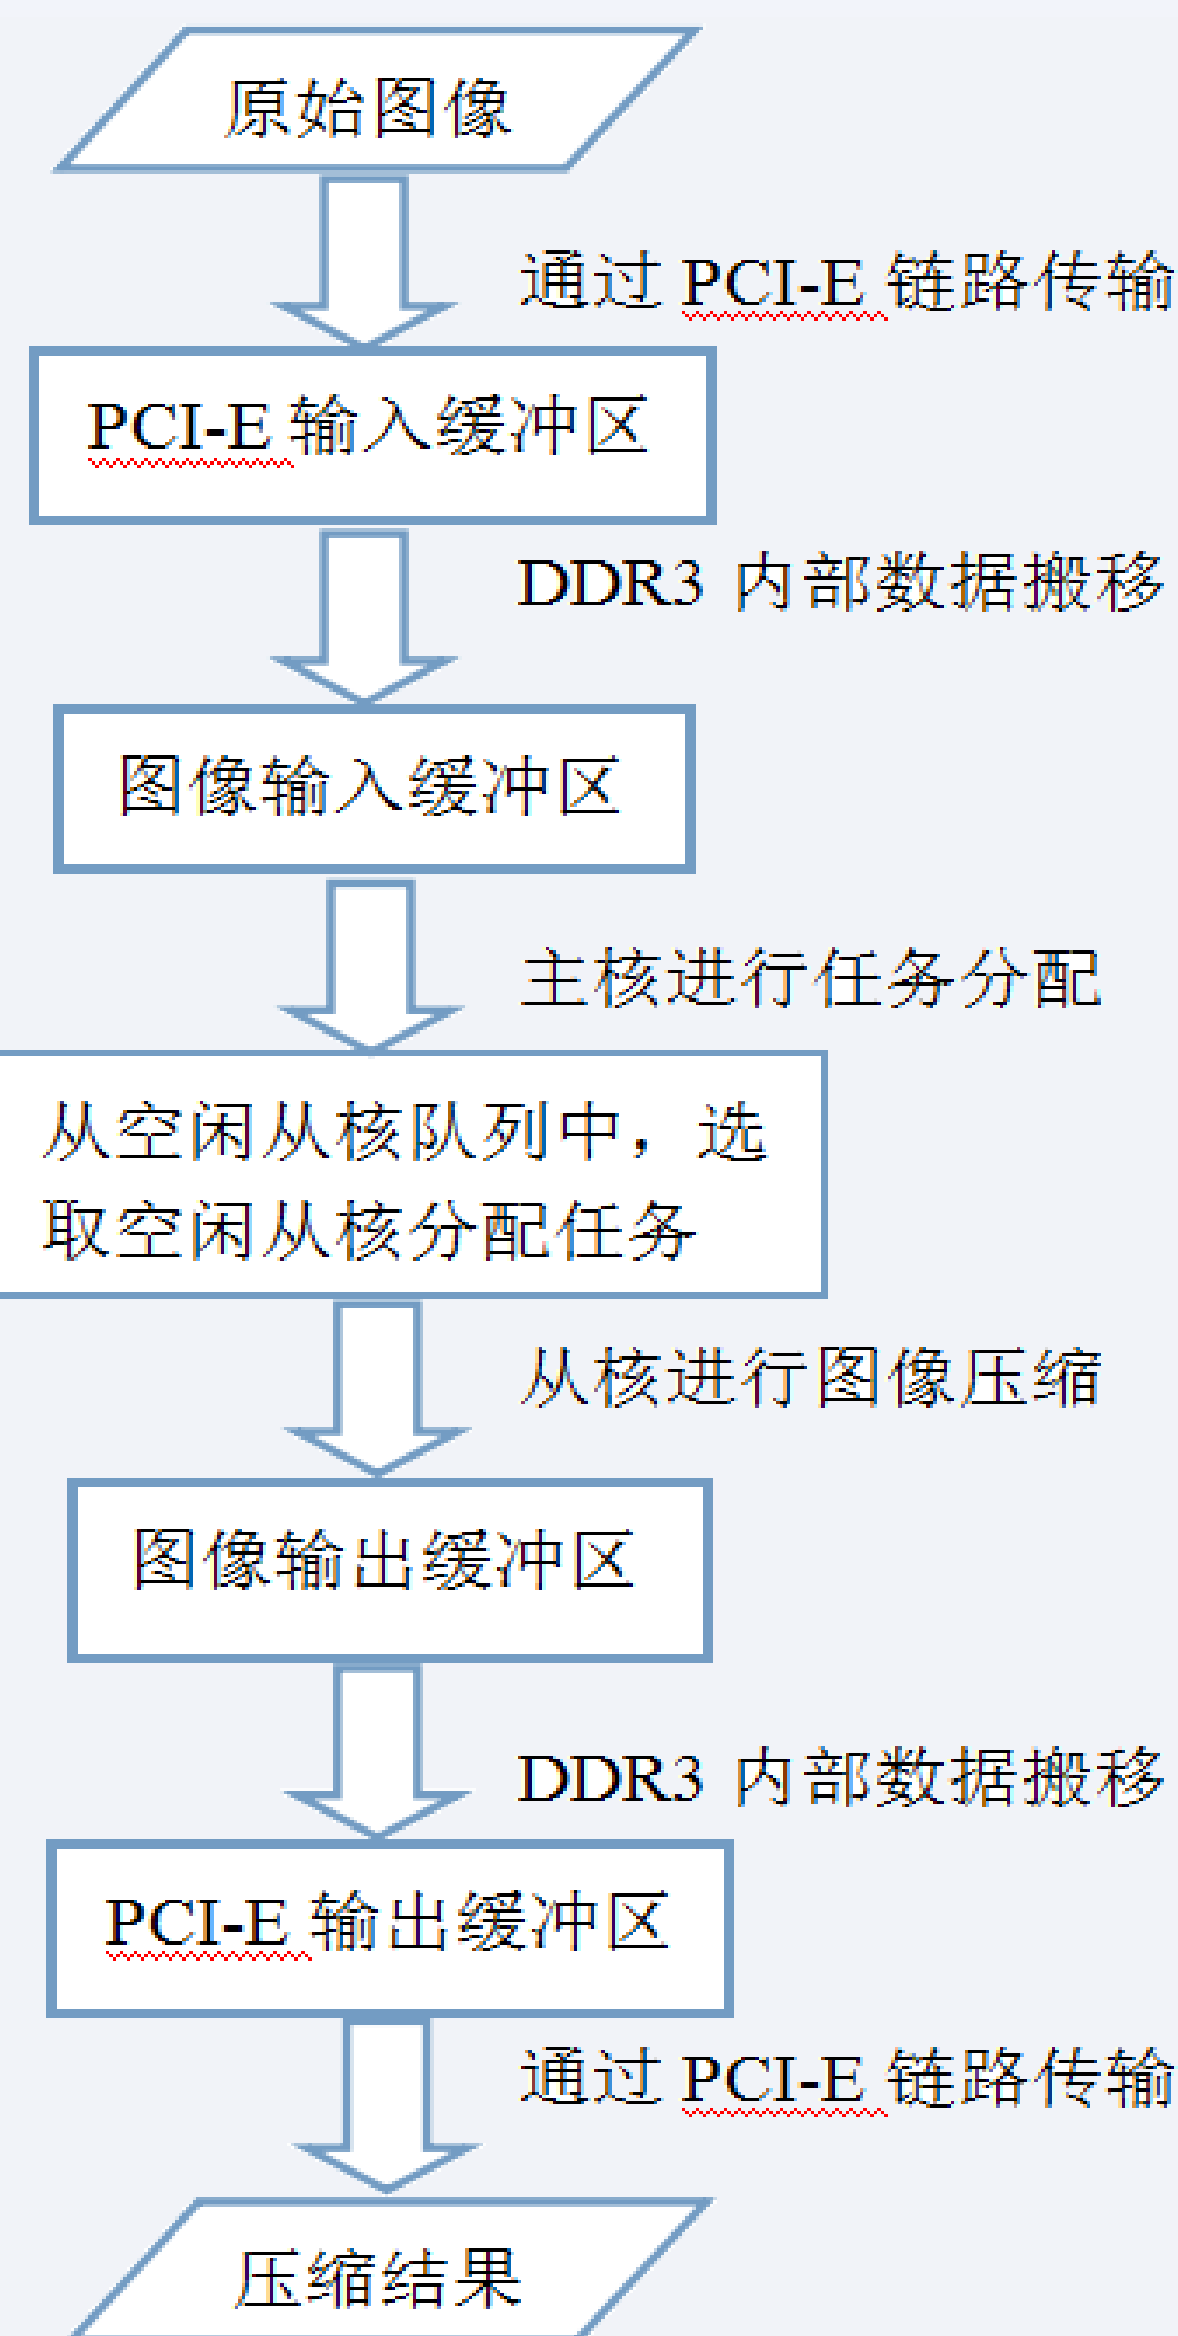 原始图像
通过 PCI-E 链路传输
PCI-E 输入缓冲区
DDR3 内部数据搬移
图像输入缓冲区
主核进行任务分配
从空闲从核队列中，选
取空闲从核分配任务
从核进行图像压缩
图像输出缓冲区
DDR3 内部数据搬移
PCI-E 输出缓冲区
通过 PCI-E 链路传输
压缩结果